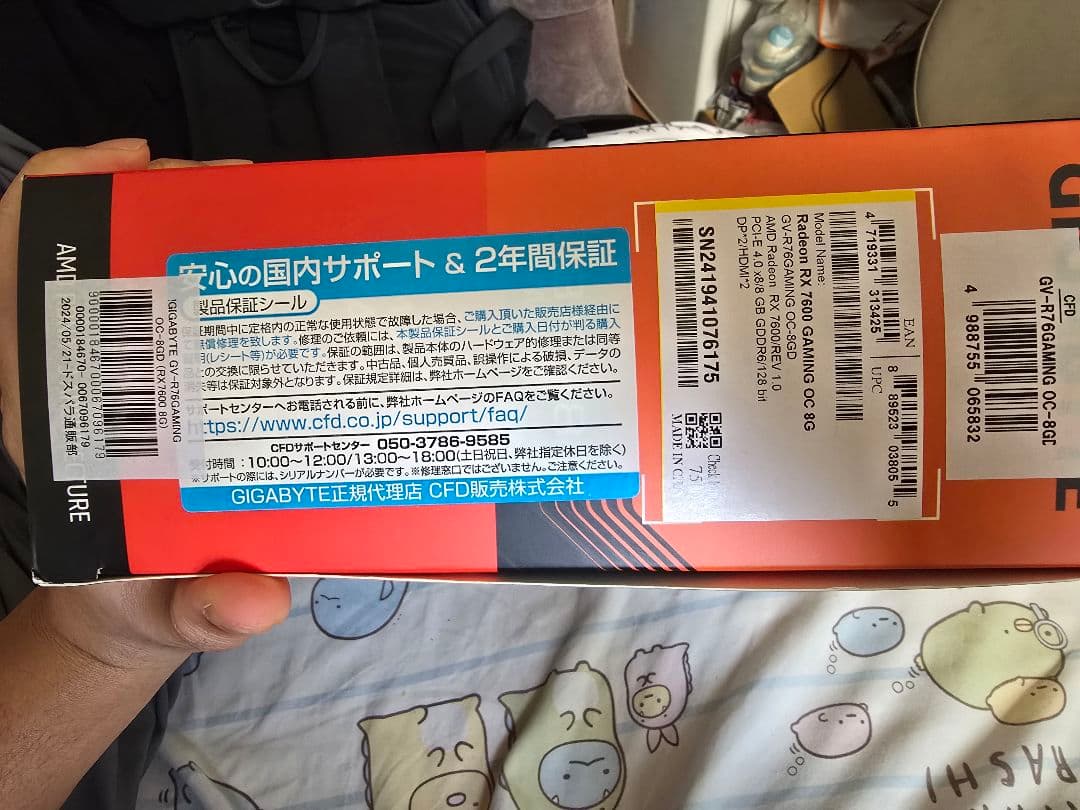 安心の国内サポート & 2年間保証
製品保証シール
保証期間中に定格内の正常な使用状態で故障した場合、ご購入頂いた販売店様経由に
て無償修理を致します。修理のご依頼には、本製品保証シールとご購入日付が判る購入
(レシート等)が必要です。保証の範囲は、製品本体のハードウェア的修理または同等
との交換に限らせていただきます。中古品、個人売買品、誤操作による破損、データの
等は保証対象外となります。保証規定詳細は、弊社ホームページをご確認ください。
サポートセンターへお電話される前に、弊社ホームページのFAQをご覧ください。
https://www.cfd.co.jp/support/faq/
CFDサポートセンター 050-3786-9585
受付時間:10:00~12:00/13:00~18:00(土日祝日、弊社指定休日を除く)
※サポートの際には、シリアルナンバーが必要です。※修理窓口ではございません。ご注意ください。
GIGABYTE正規代理店 CFD販売株式会社
!GIGABYTE GV-R76GAMING
OC-8GD (RX7600 8G)
9000018467000670961 79
0000184670- 000670961 79
2024/05/21ドスパラ通販部
AMD
TURE
EAN
4 719331 313425
UPC
8 89523 03805 5
Model Name:
Radeon RX 7600 GAMING OC 8G
GV-R76GAMING OC-8GD
AMD Radeon RX 7600/REV 1.0
PCI-E 4.0 x8/8 GB GDDR6/128 bit
DP*2/HDMI*2
SN241941076175
Check
7.5
MADE IN
CFD
GV-R76GAMING OC-8GD
4 988755 065832
RASHI